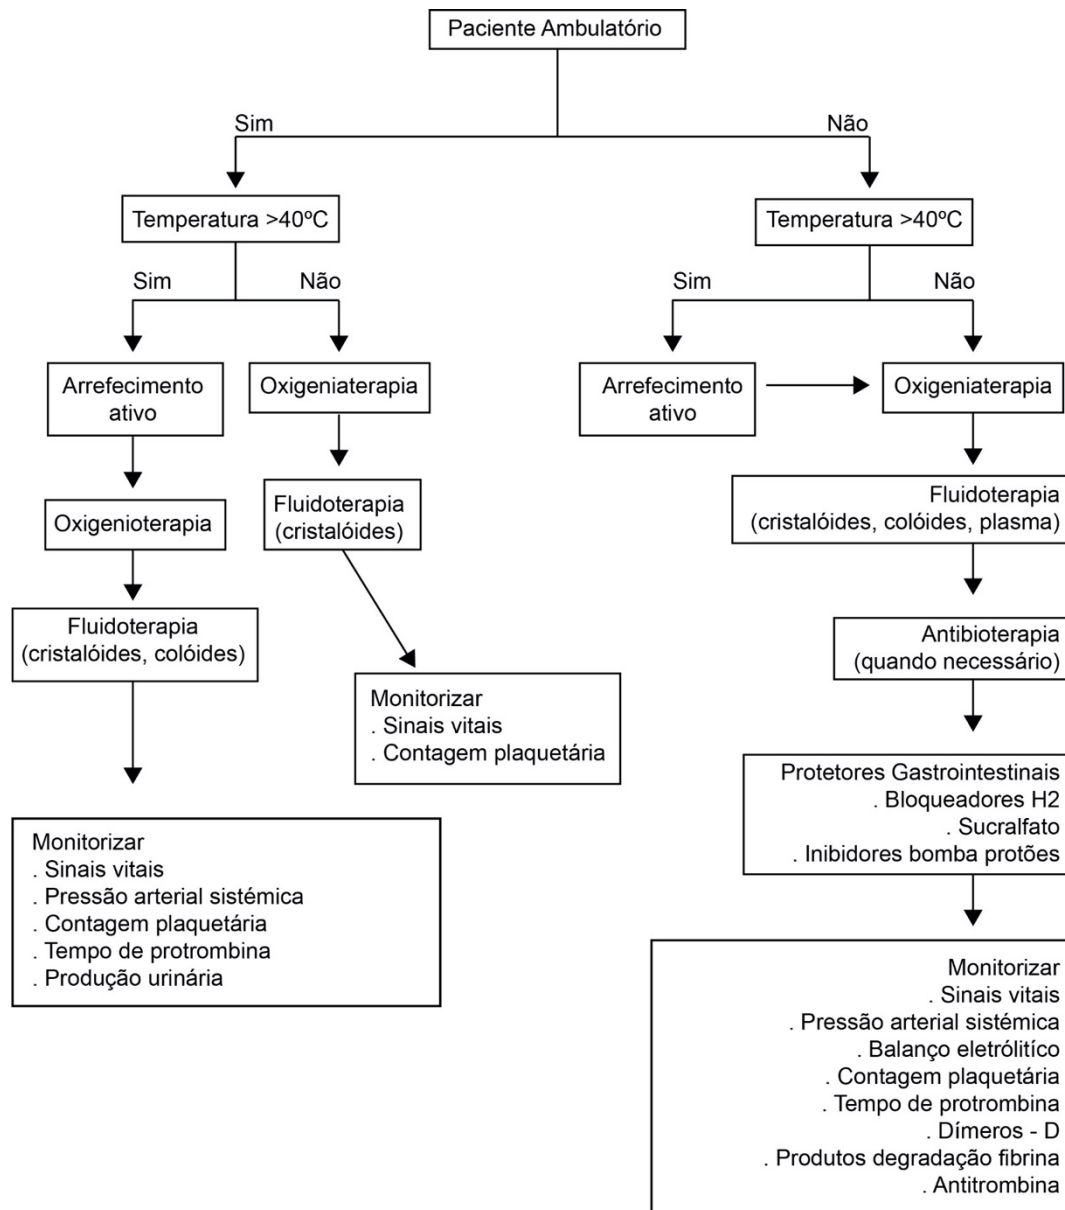 Paciente Ambulatório
Sim
Não
Temperatura >40ºC
Temperatura >40ºC
Sim
Não
Sim
Não
Arrefecimento
ativo
Oxigeniaterapia
Arrefecimento
ativo
Oxigeniaterapia
Oxigenioterapia
Fluidoterapia
(cristalóides)
Fluidoterapia
(cristalóides, colóides, plasma)
Fluidoterapia
(cristalóides, colóides)
Antibioterapia
(quando necessário)
Monitorizar
. Sinais vitais
. Contagem plaquetária
Protetores Gastrointestinais
. Bloqueadores H2
. Sucralfato
. Inibidores bomba protões
Monitorizar
. Sinais vitais
. Pressão arterial sistémica
. Contagem plaquetária
. Tempo de protrombina
. Produção urinária
Monitorizar
. Sinais vitais
. Pressão arterial sistémica
. Balanço eletrólitíco
. Contagem plaquetária
. Tempo de protrombina
. Dímeros - D
. Produtos degradação fibrina
. Antitrombina